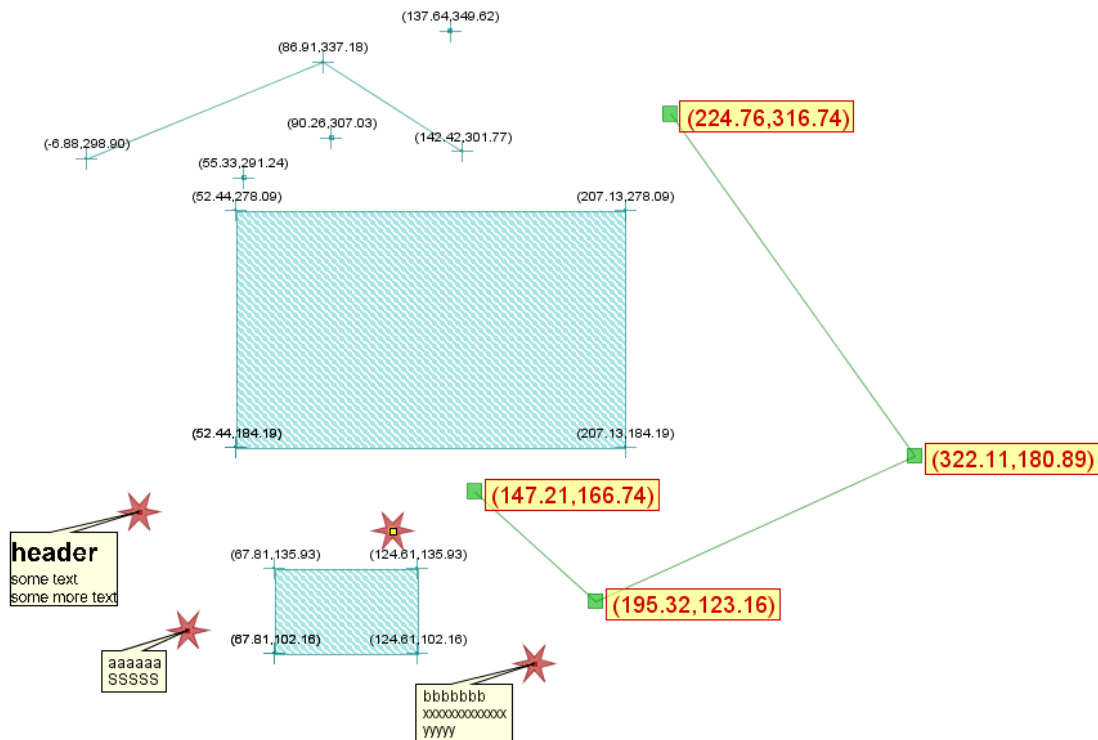 (137.64,349.62)
(86.91,337.18)
(224.76,316.74)
(90.26,307.03)
(142.42,301.77)
(-6.88,298.90)
(55.33,291.24)
(52.44,278.09)
(207.13,278.09)
(52.44,184.19)
(207.13,184.19)
(322.11,180.89)
(147.21,166.74)
header
some text
some more text
(67.81,135.93)
(124.61,135.93)
(195.32,123.16)
(67.81,102.16)
(124.61,102.16)
aaaaaa
SSSSS
bbbbbbb
xxxxxxxxxxxxx
yyyyy